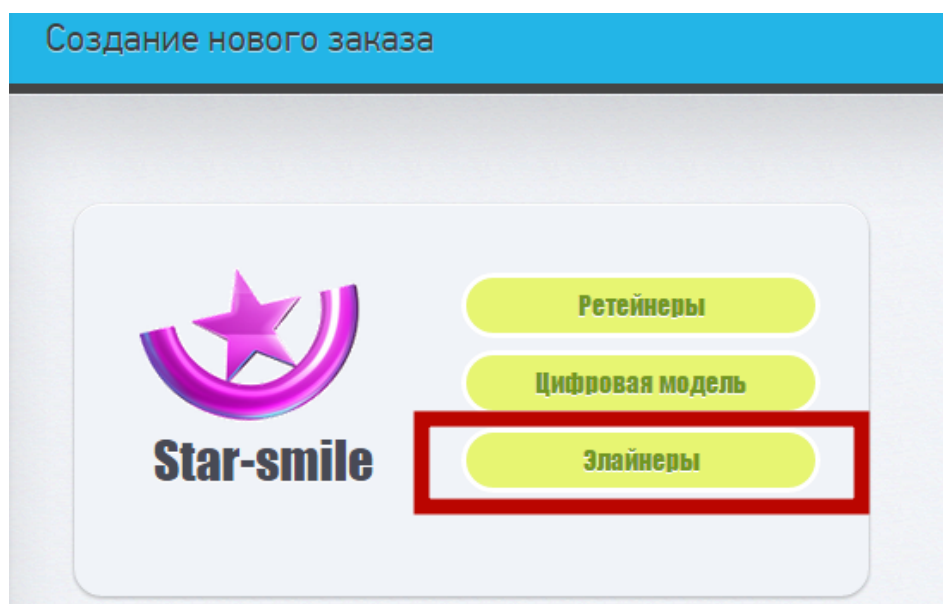 Создание нового заказа
Ретейнеры
Цифровая модель
Star-smile
Элайнеры